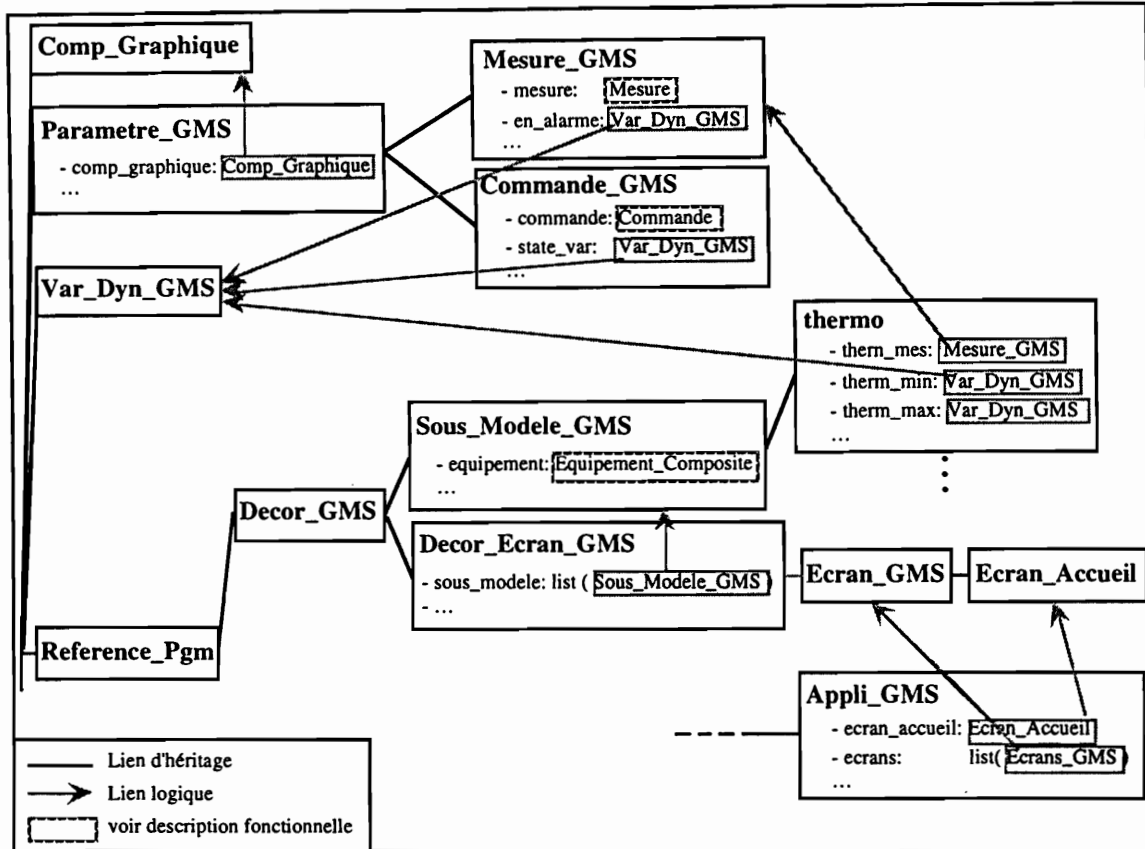 Comp_Graphique
Parametre_GMS
- comp_graphique: Comp_Graphique
...
Mesure_GMS
- mesure: Mesure
- en_alarme: Var_Dyn_GMS
...
Commande_GMS
- commande: Commande
- state_var: Var_Dyn_GMS
...
Var_Dyn_GMS
thermo
- thern_mes: Mesure_GMS
- therm_min: Var_Dyn_GMS
- therm_max: Var_Dyn_GMS
...
Sous_Modele_GMS
- equipement: Equipement_Composite
...
Decor_GMS
Decor_Ecran_GMS
- sous_modele: list ( Sous_Modele_GMS )
- ...
Ecran_GMS
Ecran_Accueil
Reference_Pgm
Appli_GMS
- ecran_accueil: Ecran_Accueil
- ecrans: list( Ecrans_GMS )
...
Lien d'héritage
Lien logique
voir description fonctionnelle